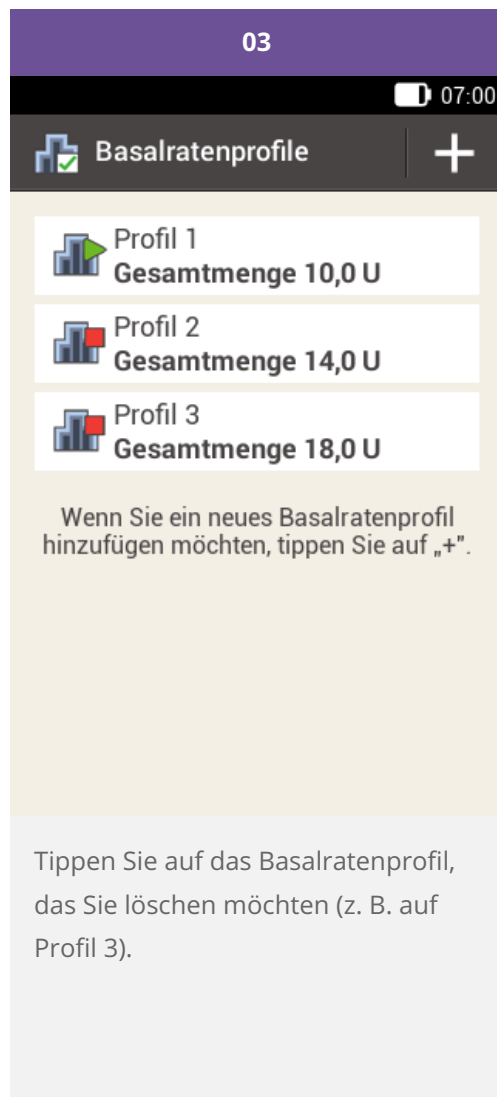 03
07:00
Basalratenprofile
Profil 1
Gesamtmenge 10,0 U
Profil 2
Gesamtmenge 14,0 U
Profil 3
Gesamtmenge 18,0 U
Wenn Sie ein neues Basalratenprofil
hinzufügen möchten, tippen Sie auf „+".
Tippen Sie auf das Basalratenprofil,
das Sie löschen möchten (z. B. auf
Profil 3).